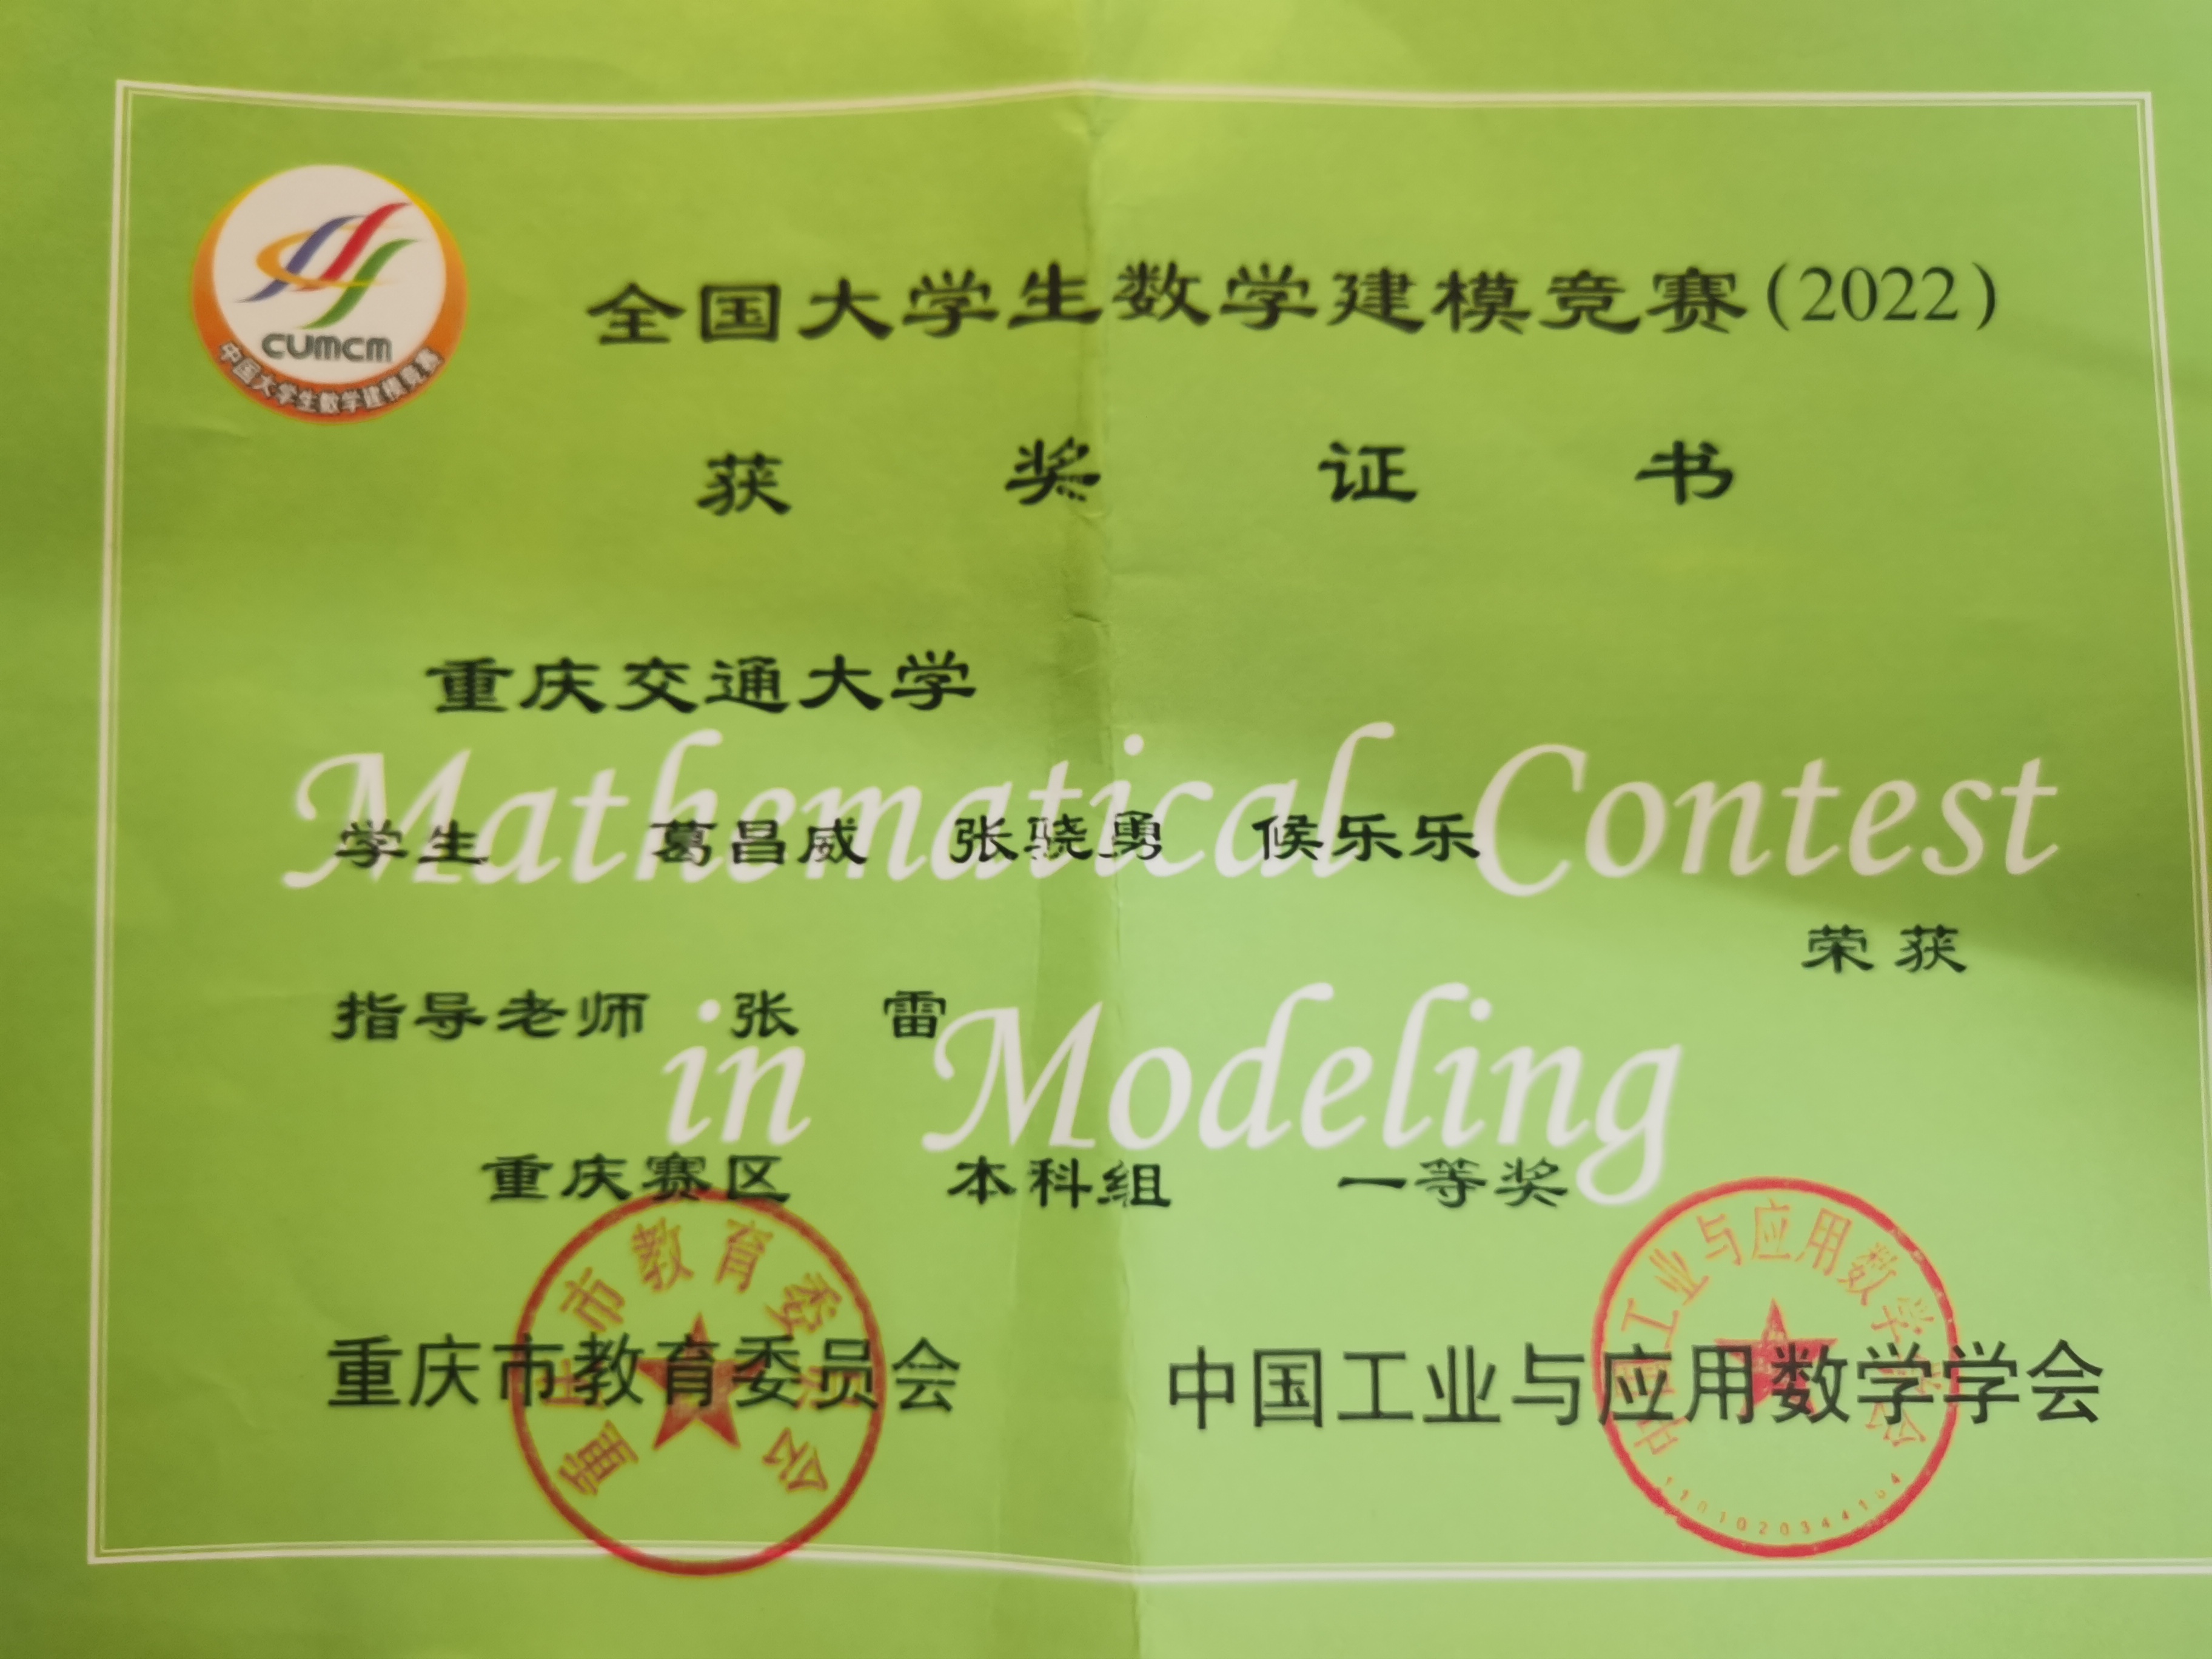 CUMCM
中国大学生数学建模竞赛
全国大学生数学建模竞赛(2022)
获奖证书
重庆交通大学
Mathematical Contest
学生 葛昌威 张骁勇 候乐乐
荣获
指导老师 张雷
in Modeling
重庆赛区 本科组 一等奖
重庆市教育委员会
重庆市教育委员会
中国工业与应用数学学会
中国工业与应用数学学会